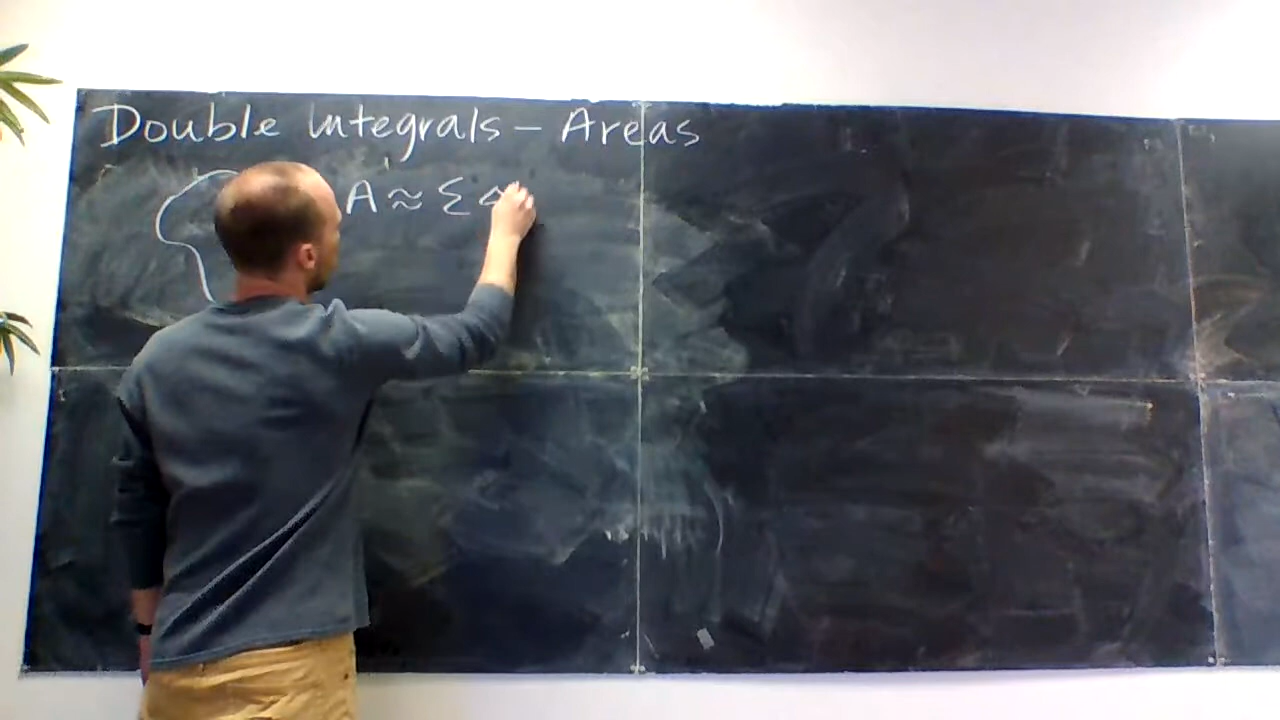 Double Integrals - Areas
A ≈ Σ Δ